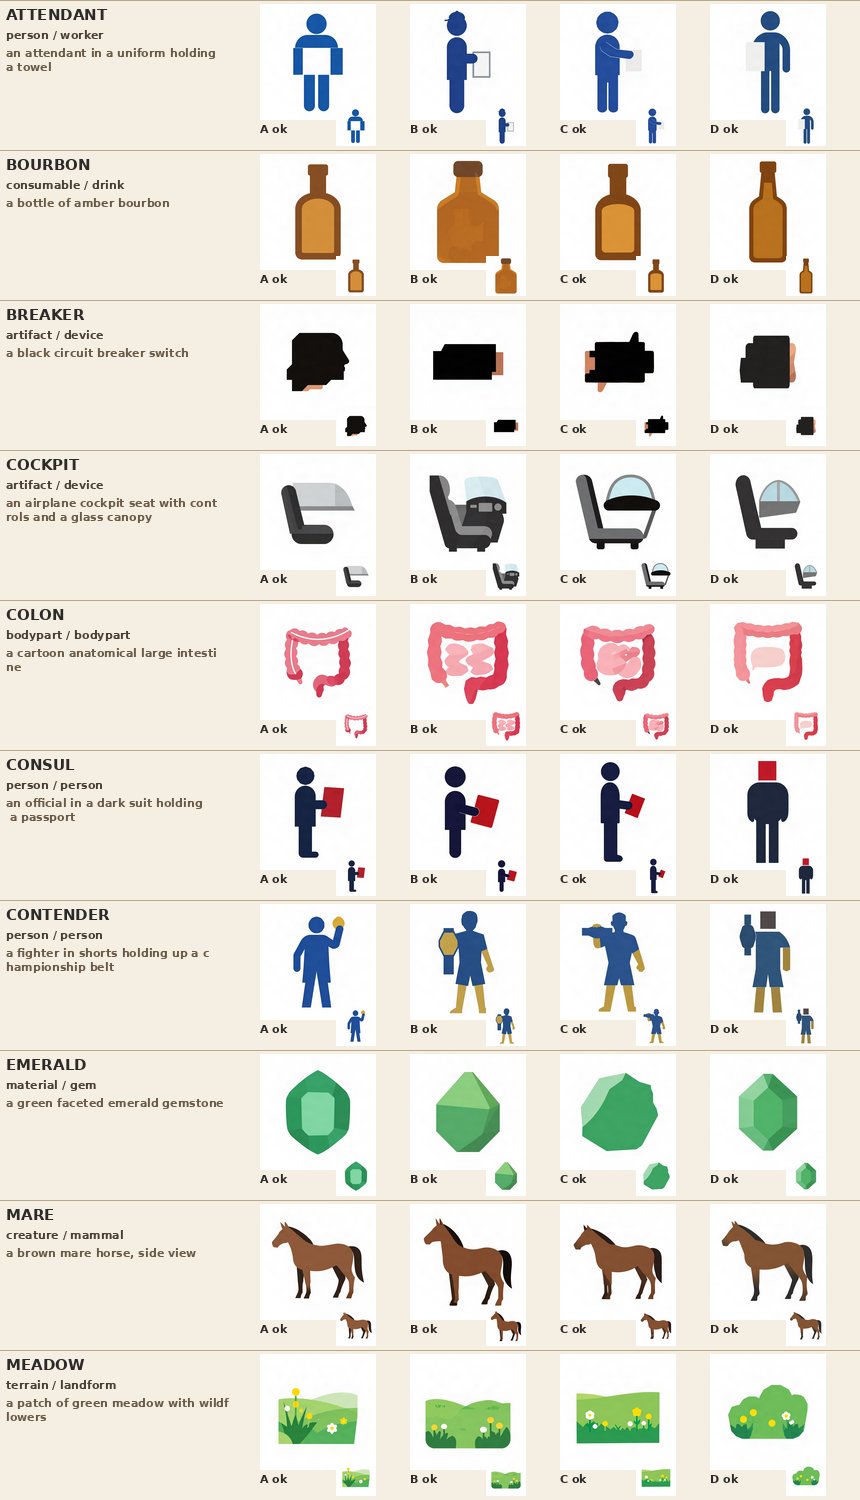 ATTENDANT
person / worker
an attendant in a uniform holding
a towel
A ok
B ok
C ok
D ok
BOURBON
consumable / drink
a bottle of amber bourbon
A ok
B ok
C ok
D ok
BREAKER
artifact / device
a black circuit breaker switch
A ok
B ok
C ok
D ok
COCKPIT
artifact / device
an airplane cockpit seat with cont
rols and a glass canopy
A ok
B ok
C ok
D ok
COLON
bodypart / bodypart
a cartoon anatomical large intesti
ne
A ok
B ok
C ok
D ok
CONSUL
person / person
an official in a dark suit holding
a passport
A ok
B ok
C ok
D ok
CONTENDER
person / person
a fighter in shorts holding up a c
hampionship belt
A ok
B ok
C ok
D ok
EMERALD
material / gem
a green faceted emerald gemstone
A ok
B ok
C ok
D ok
MARE
creature / mammal
a brown mare horse, side view
A ok
B ok
C ok
D ok
MEADOW
terrain / landform
a patch of green meadow with wildf
lowers
A ok
B ok
C ok
D ok